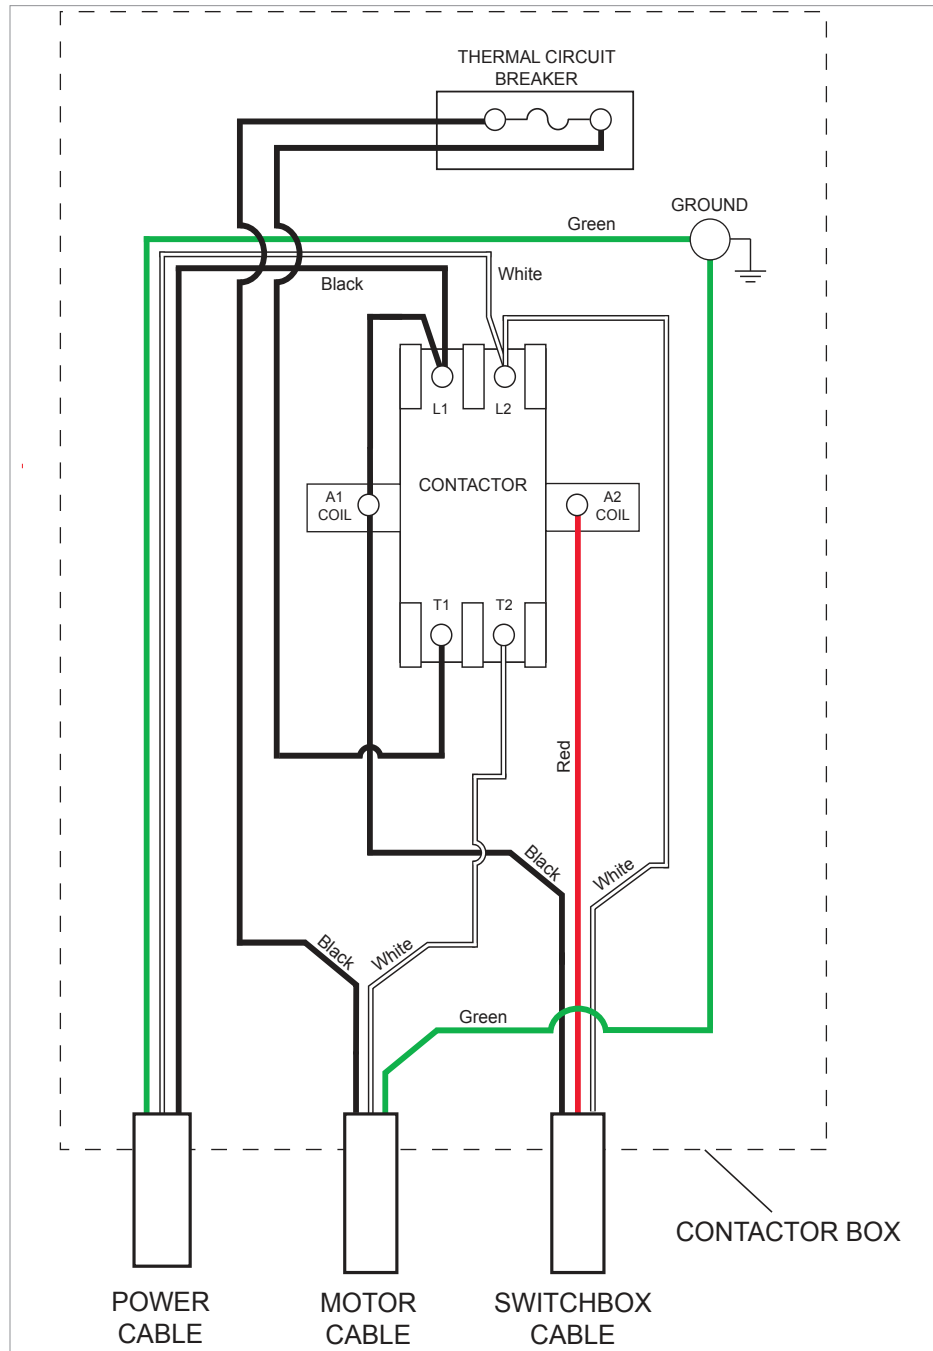 THERMAL CIRCUIT
BREAKER
GROUND
Green
White
Black
L1
L2
CONTACTOR
A1
COIL
A2
COIL
T1
T2
Red
Black
White
Black
White
Green
CONTACTOR BOX
POWER
CABLE
MOTOR
CABLE
SWITCHBOX
CABLE